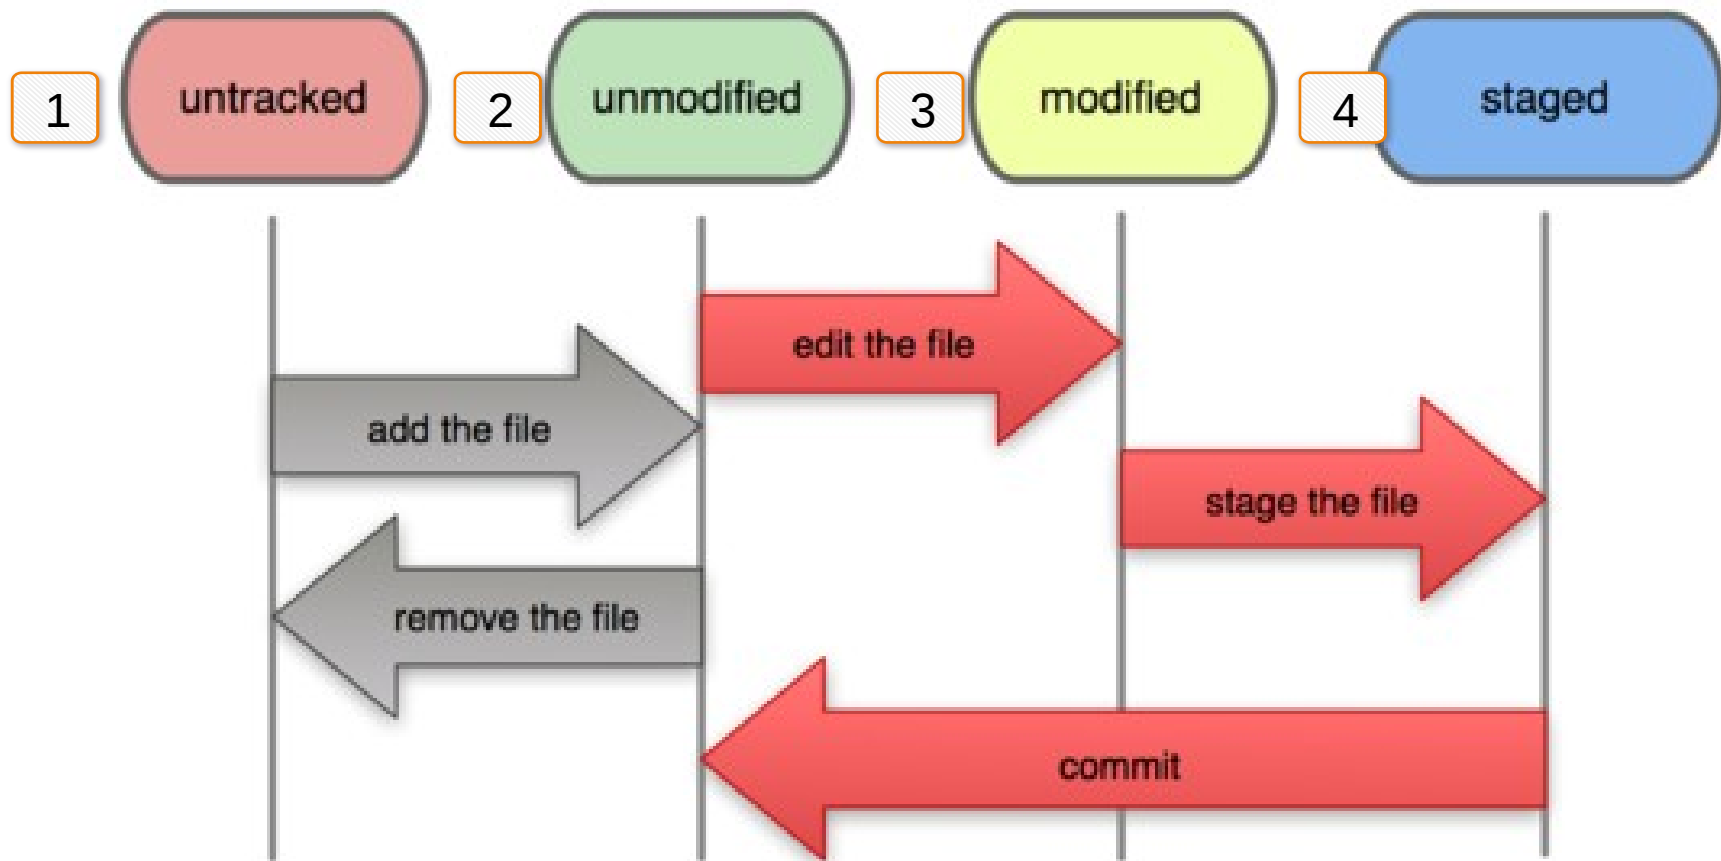 1
untracked
2
unmodified
3
modified
4
staged
edit the file
add the file
stage the file
remove the file
commit